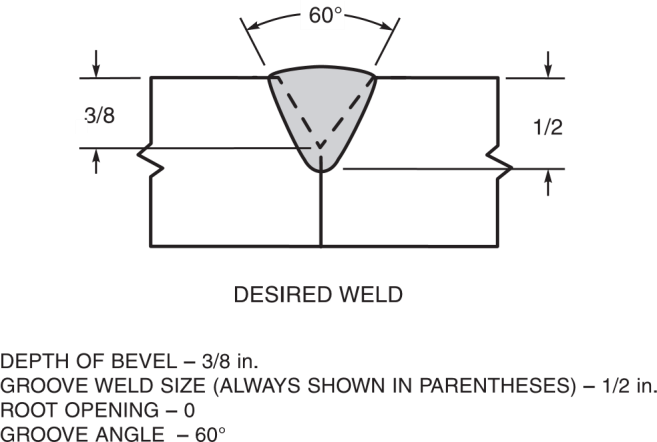 60°
3/8
1/2
DESIRED WELD
DEPTH OF BEVEL – 3/8 in.
GROOVE WELD SIZE (ALWAYS SHOWN IN PARENTHESES) – 1/2 in.
ROOT OPENING – 0
GROOVE ANGLE – 60°